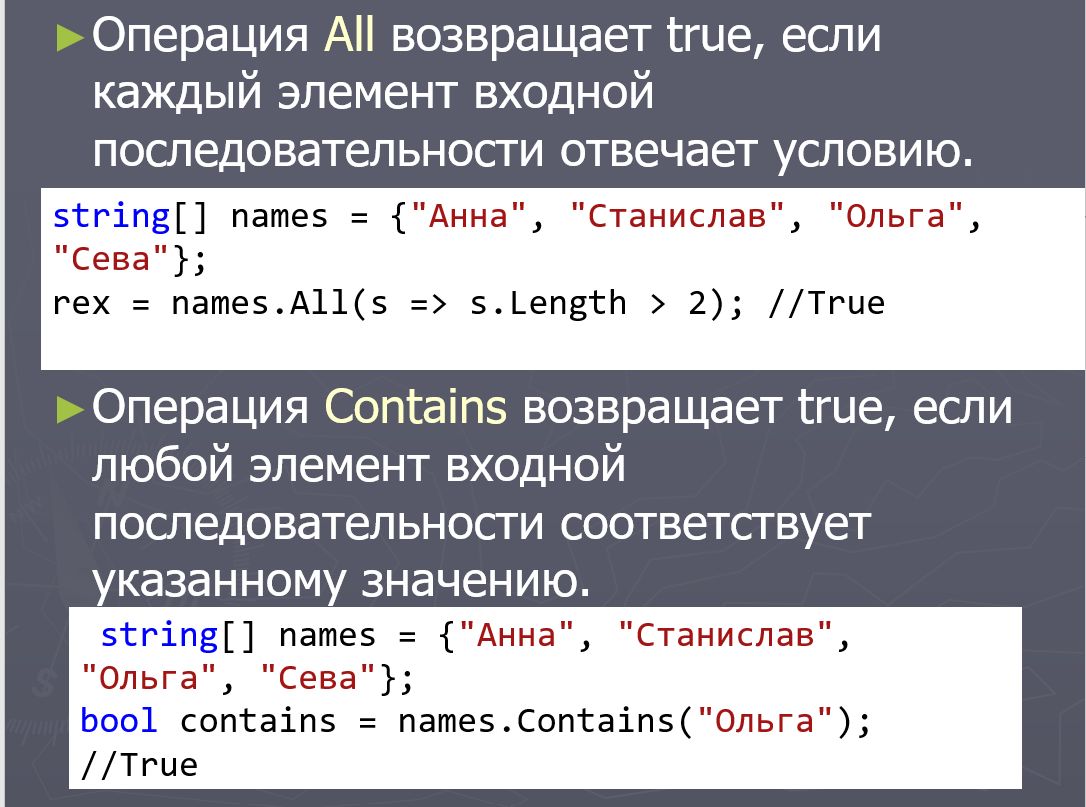 Операция All возвращает true, если
каждый элемент входной
последовательности отвечает условию.
string[] names = {"Анна", "Станислав", "Ольга",
"Сева"};
rex = names.All(s => s.Length > 2); //True
Операция Contains возвращает true, если
любой элемент входной
последовательности соответствует
указанному значению.
string[] names = {"Анна", "Станислав",
"Ольга", "Сева"};
bool contains = names.Contains("Ольга");
//True